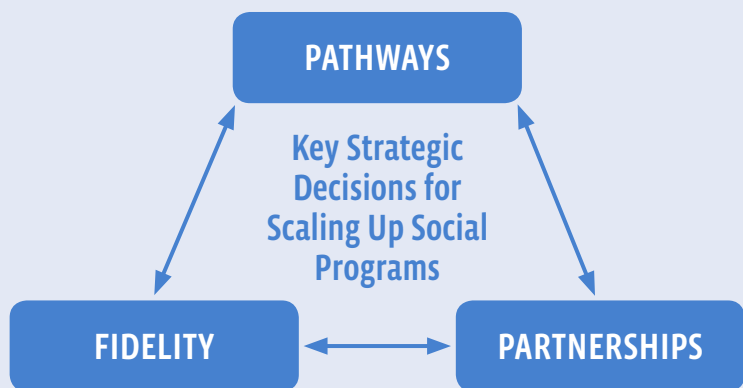 PATHWAYS
Key Strategic
Decisions for
Scaling Up Social
Programs
FIDELITY
PARTNERSHIPS